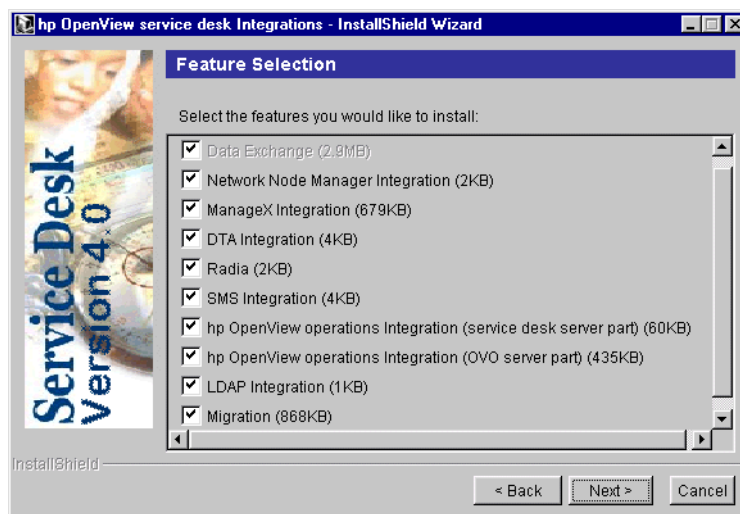 hp OpenView service desk Integrations - InstallShield Wizard
Feature Selection
Select the features you would like to install:
Data Exchange (2.9MB)
Network Node Manager Integration (2KB)
ManageX Integration (679KB)
DTA Integration (4KB)
Radia (2KB)
SMS Integration (4KB)
hp OpenView operations Integration (service desk server part) (60KB)
hp OpenView operations Integration (OVO server part) (435KB)
LDAP Integration (1KB)
Migration (868KB)
Service Desk
Version 4.0
InstallShield
< Back
Next >
Cancel